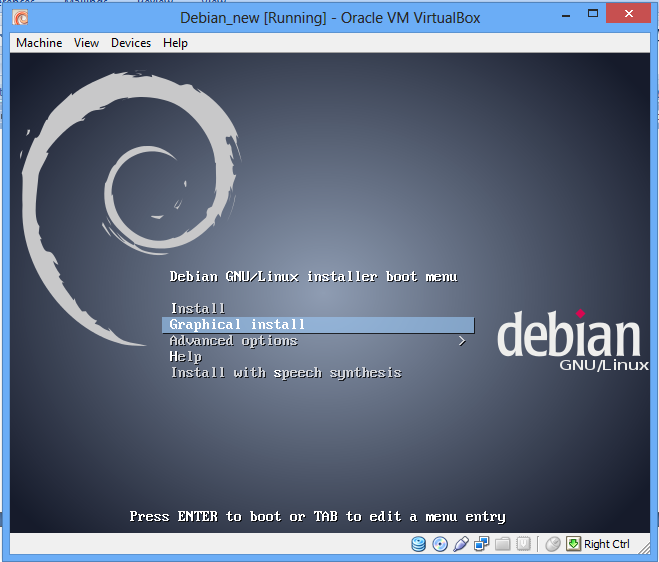 Debian_new [Running] - Oracle VM VirtualBox
Machine View Devices Help
Debian GNU/Linux installer boot menu
Install
Graphical install
Advanced options >
Help
Install with speech synthesis
debian
GNU/Linux
Press ENTER to boot or TAB to edit a menu entry
Right Ctrl